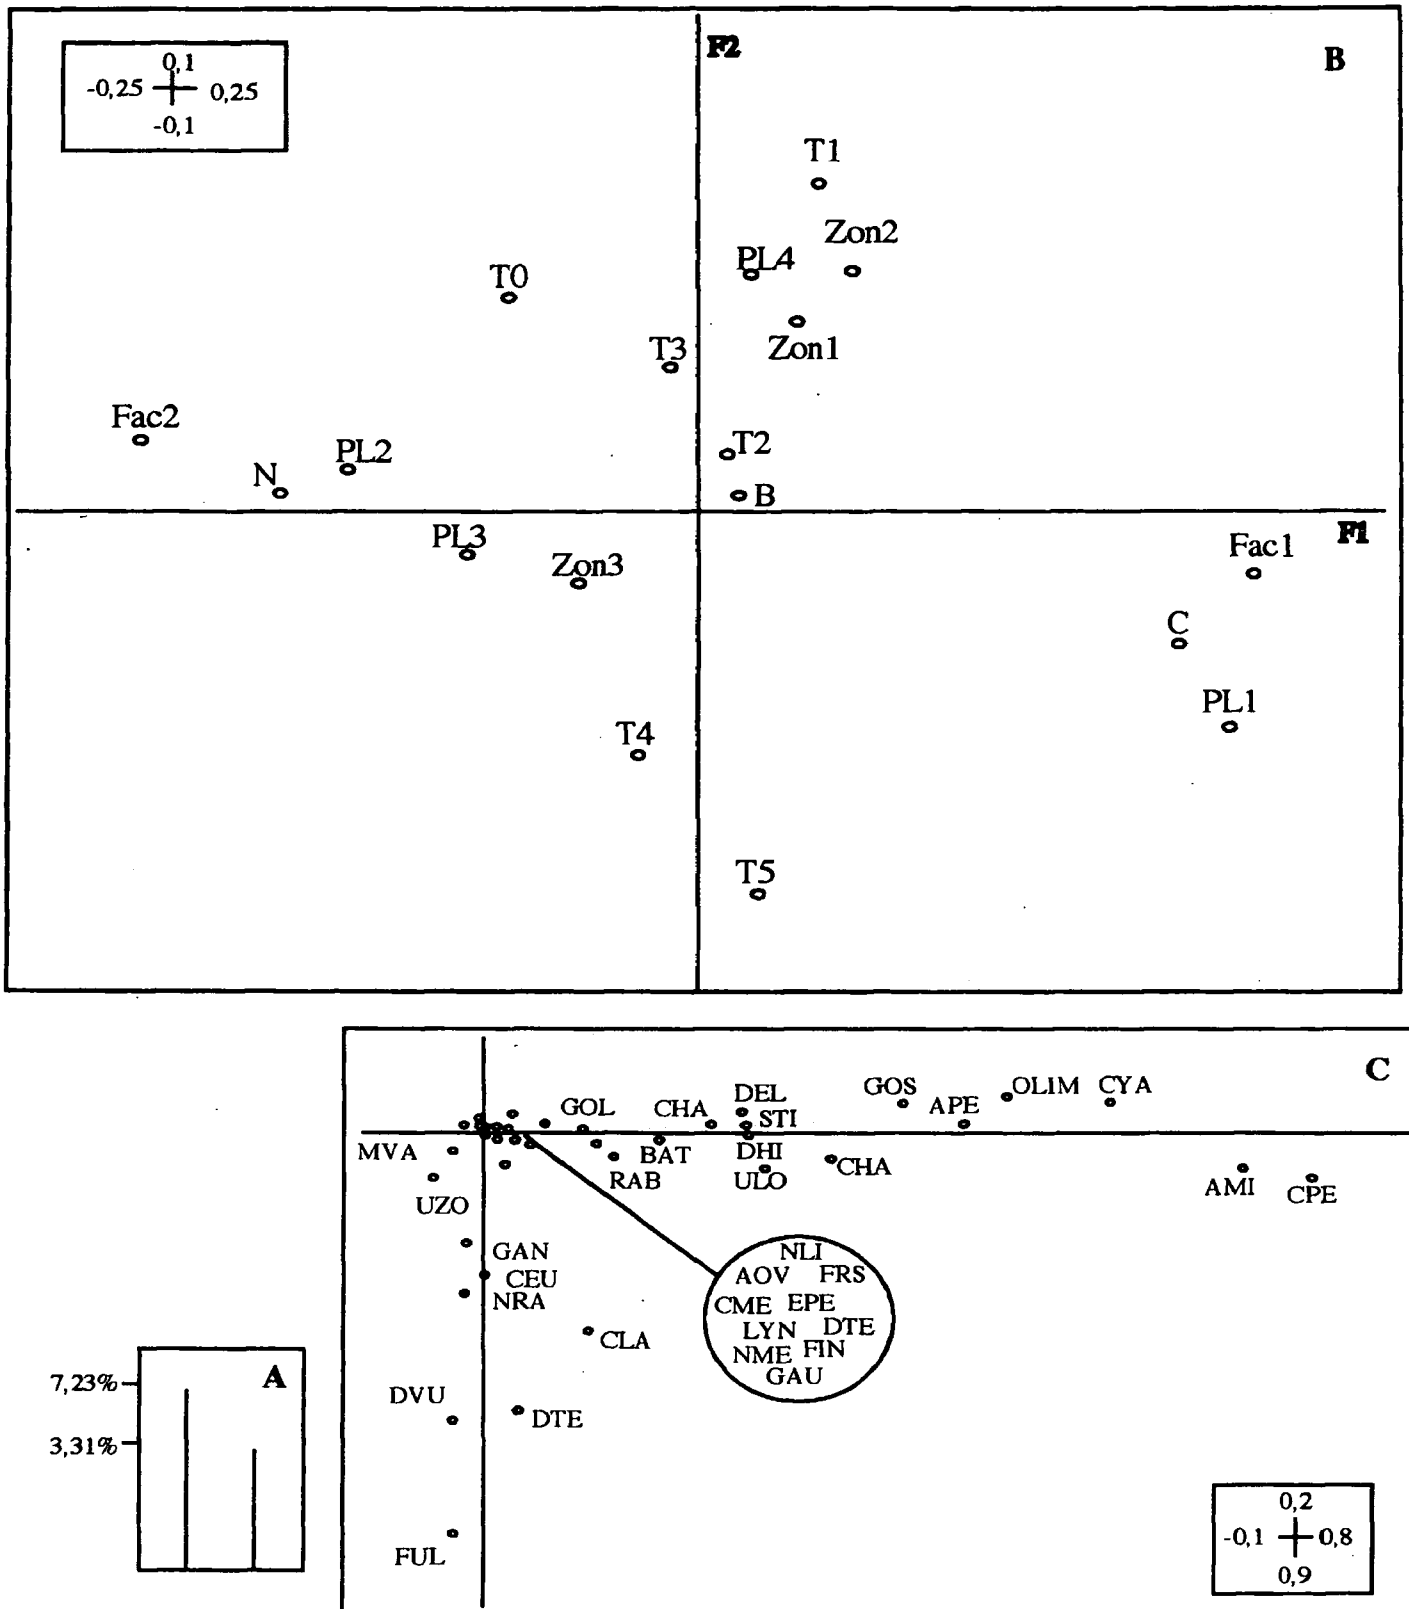 F2
B
0,1
-0,25 0,25
-0,1
T1
Zon2
PL4
T0
Zon1
T3
Fac2
PL2
T2
N
B
F1
PL3
Fac1
Zon3
C
PL1
T4
T5
C
GOS
OLIM
CYA
DEL
GOL
CHA
STI
APE
MVA
BAT
DHI
CHA
RAB
ULO
AMI
CPE
UZO
GAN
NLI
CEU
AOV FRS
NRA
CME EPE
LYN DTE
CLA
NME FIN
GAU
A
7,23%
DVU
DTE
3,31%
0,2
-0,1 0,8
0,9
FUL